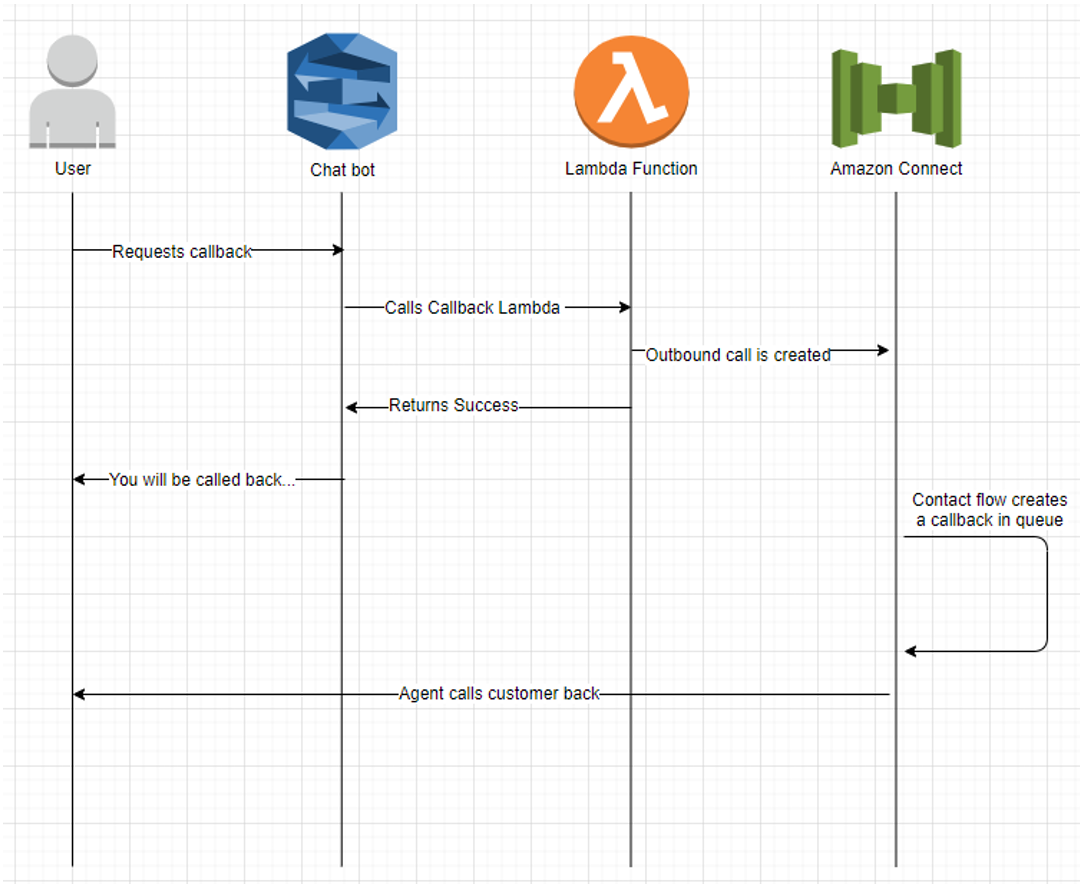 User
Chat bot
Lambda Function
Amazon Connect
Requests callback
Calls Callback Lambda
Outbound call is created
Returns Success
You will be called back...
Contact flow creates
a callback in queue
Agent calls customer back